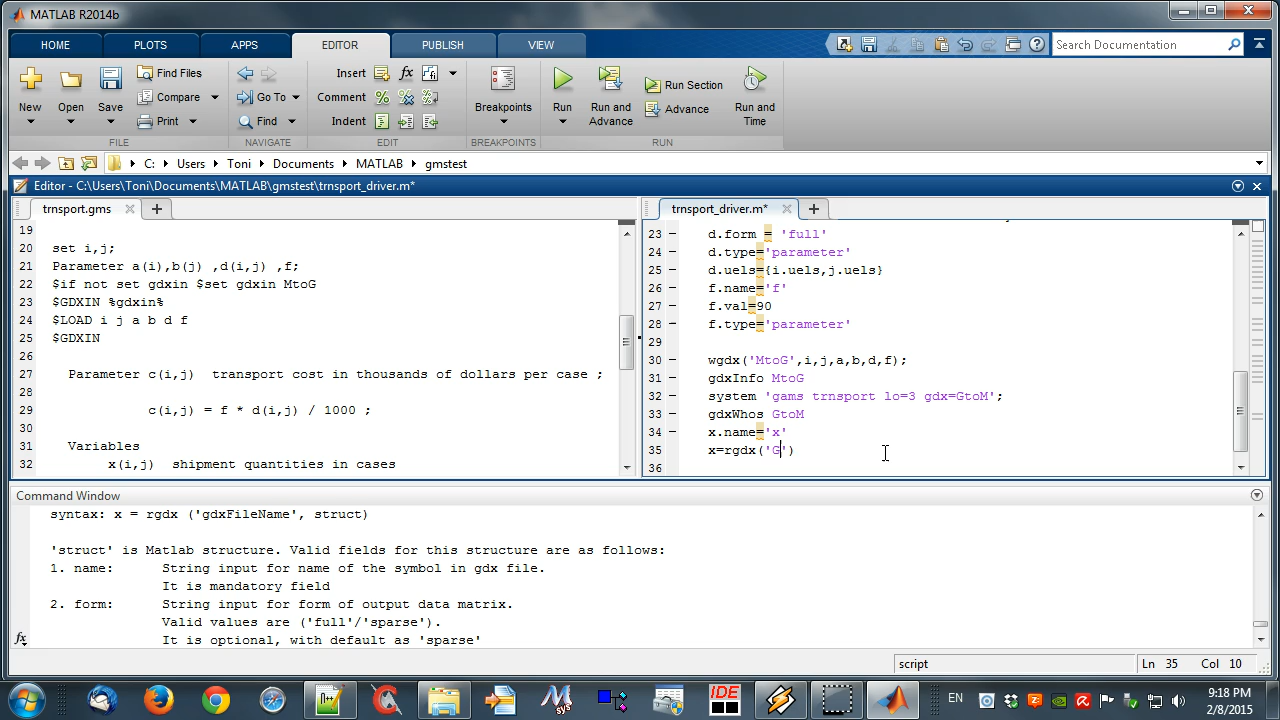 MATLAB R2014b
HOME PLOTS APPS EDITOR PUBLISH VIEW
Search Documentation
New Open Save Find Files Compare Print
Go To Find
Insert Comment Indent
Breakpoints Run Run and Advance Run Section Advance Run and Time
FILE NAVIGATE EDIT BREAKPOINTS RUN
C: Users Toni Documents MATLAB gmstest
Editor - C:\Users\Toni\Documents\MATLAB\gmstest\trnsport_driver.m*
trnsport.gms
19
20 set i,j;
21 Parameter a(i),b(j) ,d(i,j) ,f;
22 $if not set gdxin $set gdxin MtoG
23 $GDXIN %gdxin%
24 $LOAD i j a b d f
25 $GDXIN
26
27 Parameter c(i,j)  transport cost in thousands of dollars per case ;
28
29 c(i,j) = f * d(i,j) / 1000 ;
30
31 Variables
32 x(i,j)  shipment quantities in cases
trnsport_driver.m*
23 d.form = 'full'
24 d.type='parameter'
25 d.uels={i.uels,j.uels}
26 f.name='f'
27 f.val=90
28 f.type='parameter'
29
30 wgdx('MtoG',i,j,a,b,d,f);
31 gdxInfo MtoG
32 system 'gams trnsport lo=3 gdx=GtoM';
33 gdxWhos GtoM
34 x.name='x'
35 x=rgdx('G')
36
Command Window
syntax: x = rgdx ('gdxFileName', struct)
'struct' is Matlab structure. Valid fields for this structure are as follows:
1. name: String input for name of the symbol in gdx file.
It is mandatory field
2. form: String input for form of output data matrix.
Valid values are ('full'/'sparse').
It is optional, with default as 'sparse'
fx
script Ln 35 Col 10
EN
IDE
sys
9:18 PM
2/8/2015